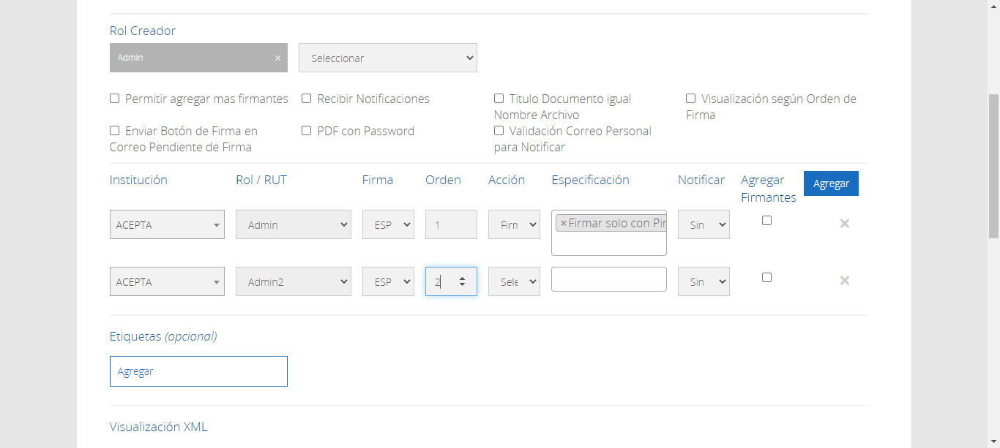 Rol Creador
Admin × Seleccionar
Permitir agregar mas firmantes Recibir Notificaciones Titulo Documento igual Visualización según Orden de
Nombre Archivo Firma
Enviar Botón de Firma en PDF con Password Validación Correo Personal
Correo Pendiente de Firma para Notificar
Institución Rol / RUT Firma Orden Acción Especificación Notificar Agregar Agregar
Firmantes
ACEPTA Admin ESP 1 Firn × Firmar solo con Pin Sin ×
ACEPTA Admin2 ESP 2 Sele Sin ×
Etiquetas (opcional)
Agregar
Visualización XML